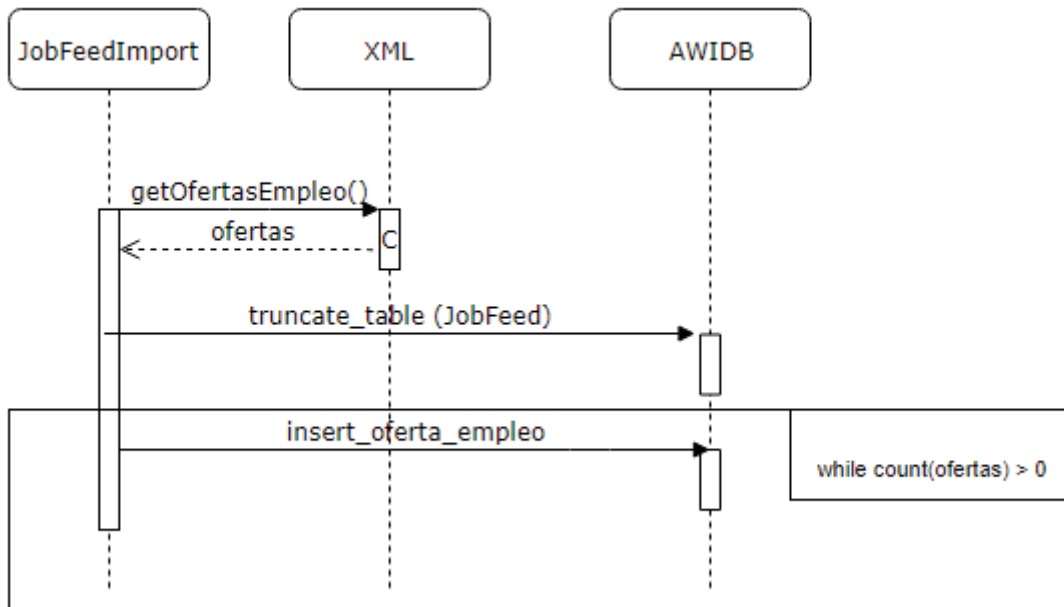 JobFeedImport
XML
AWIDB
getOfertasEmpleo()
ofertas
C
truncate_table (JobFeed)
insert_oferta_empleo
while count(ofertas) > 0